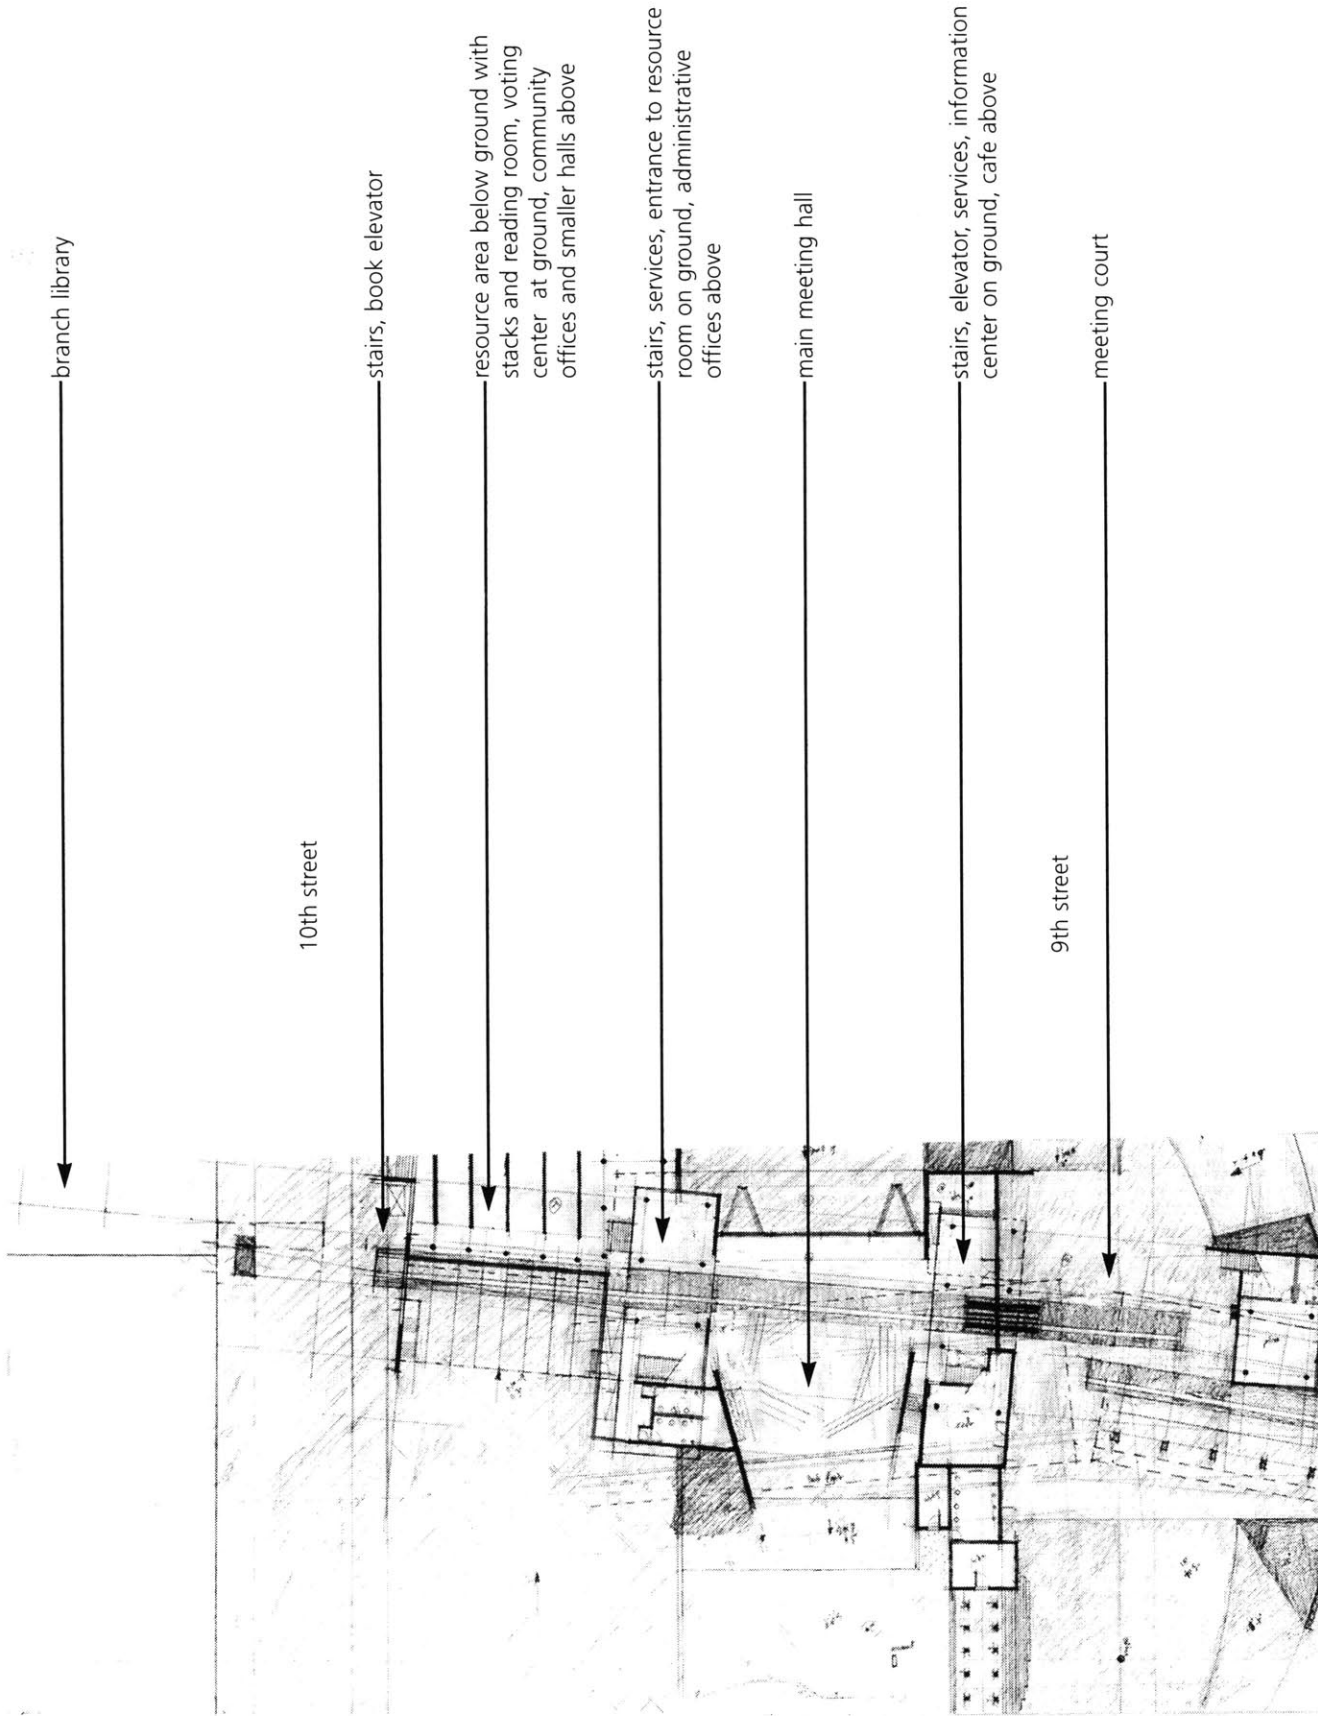 branch library
10th street
stairs, book elevator
resource area below ground with
stacks and reading room, voting
center at ground, community
offices and smaller halls above
stairs, services, entrance to resource
room on ground, administrative
offices above
main meeting hall
stairs, elevator, services, information
center on ground, cafe above
9th street
meeting court